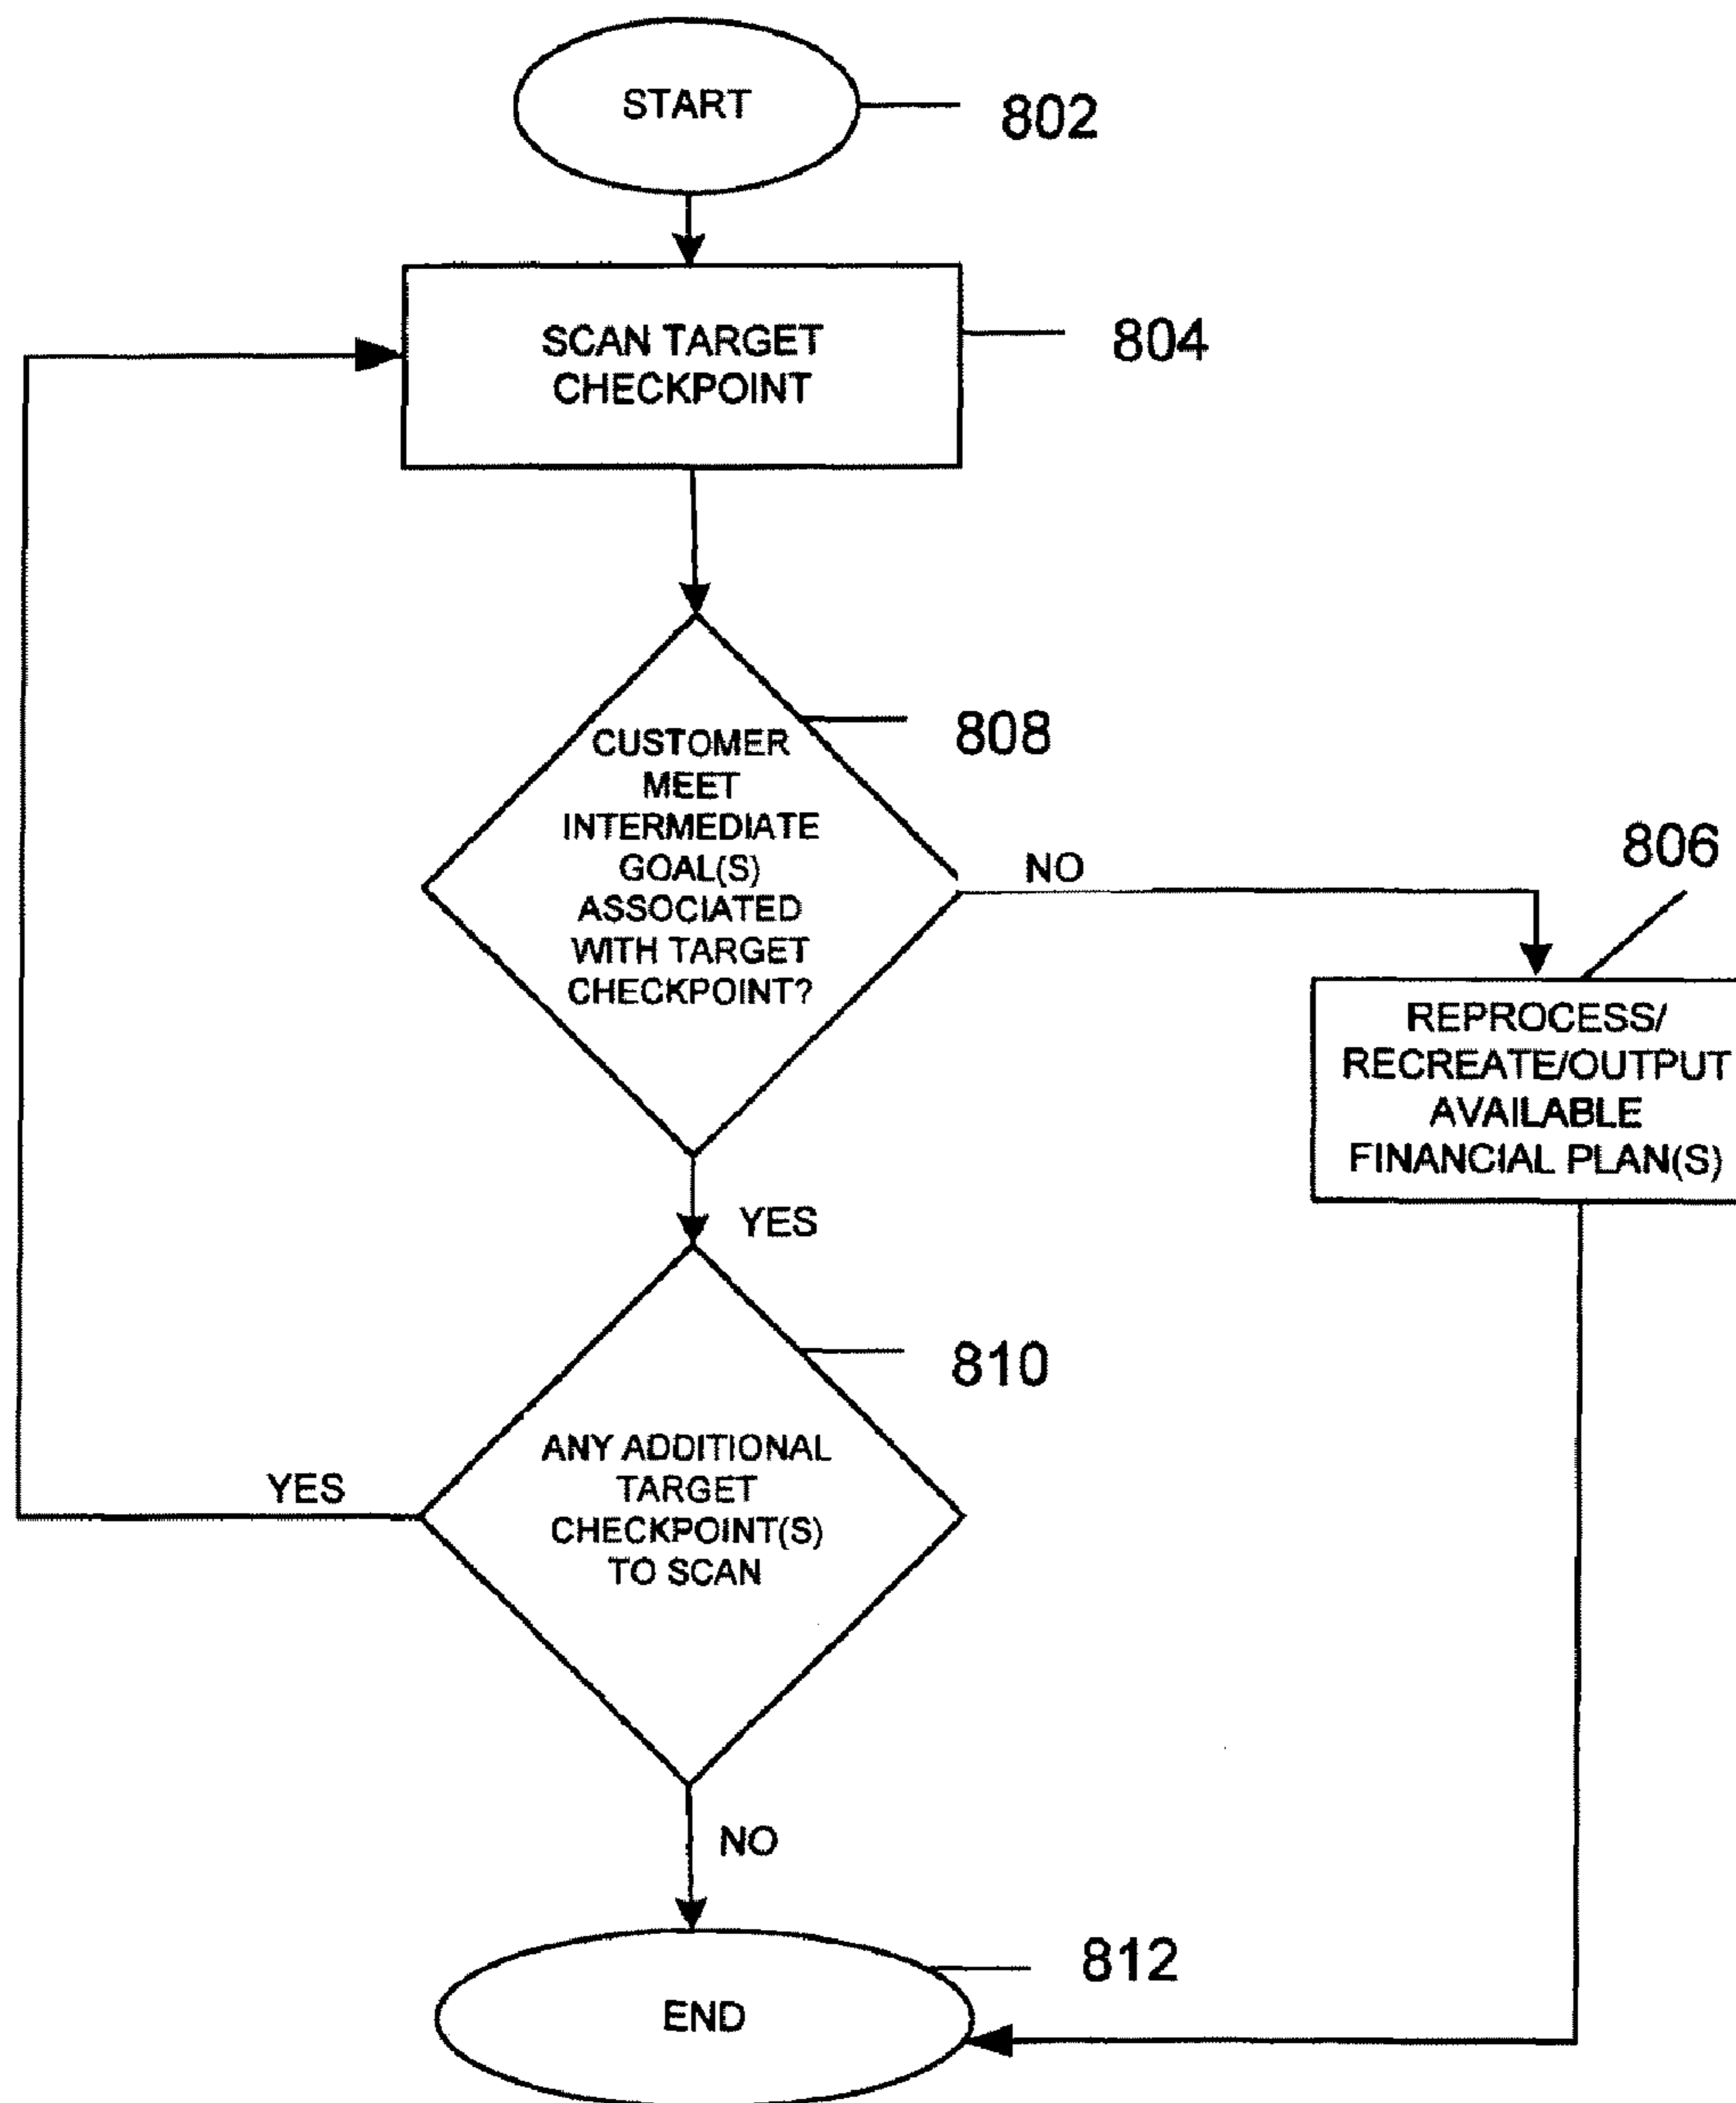 START
802
SCAN TARGET
CHECKPOINT
804
CUSTOMER
MEET
INTERMEDIATE
GOAL(S)
ASSOCIATED
WITH TARGET
CHECKPOINT?
808
NO
806
REPROCESS/
RECREATE/OUTPUT
AVAILABLE
FINANCIAL PLAN(S)
YES
810
ANY ADDITIONAL
TARGET
CHECKPOINT(S)
TO SCAN
YES
NO
812
END